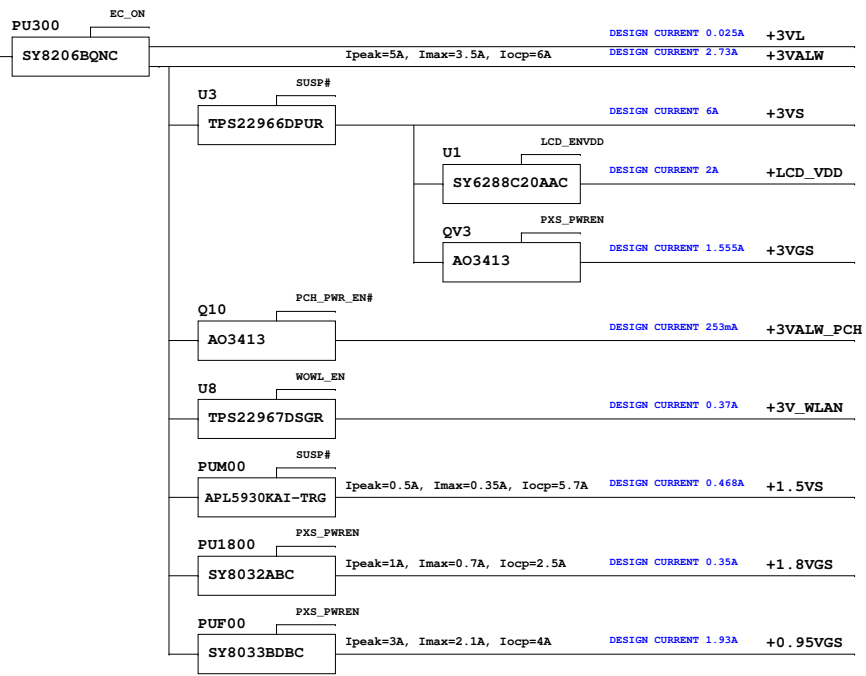 EC_ON
PU300
SY8206BQNC
DESIGN CURRENT 0.025A +3VL
Ipeak=5A, Imax=3.5A, Iocp=6A DESIGN CURRENT 2.73A +3VALW
SUSP#
U3
TPS22966DPUR
DESIGN CURRENT 6A +3VS
LCD_ENVDD
U1
SY6288C20AAC
DESIGN CURRENT 2A +LCD_VDD
PXS_PWREN
QV3
AO3413
DESIGN CURRENT 1.555A +3VGS
PCH_PWR_EN#
Q10
AO3413
DESIGN CURRENT 253mA +3VALW_PCH
WOWL_EN
U8
TPS22967DSGR
DESIGN CURRENT 0.37A +3V_WLAN
SUSP#
PUM00
APL5930KAI-TRG
Ipeak=0.5A, Imax=0.35A, Iocp=5.7A DESIGN CURRENT 0.468A +1.5VS
PXS_PWREN
PU1800
SY8032ABC
Ipeak=1A, Imax=0.7A, Iocp=2.5A DESIGN CURRENT 0.35A +1.8VGS
PXS_PWREN
PUF00
SY8033BDBC
Ipeak=3A, Imax=2.1A, Iocp=4A DESIGN CURRENT 1.93A +0.95VGS